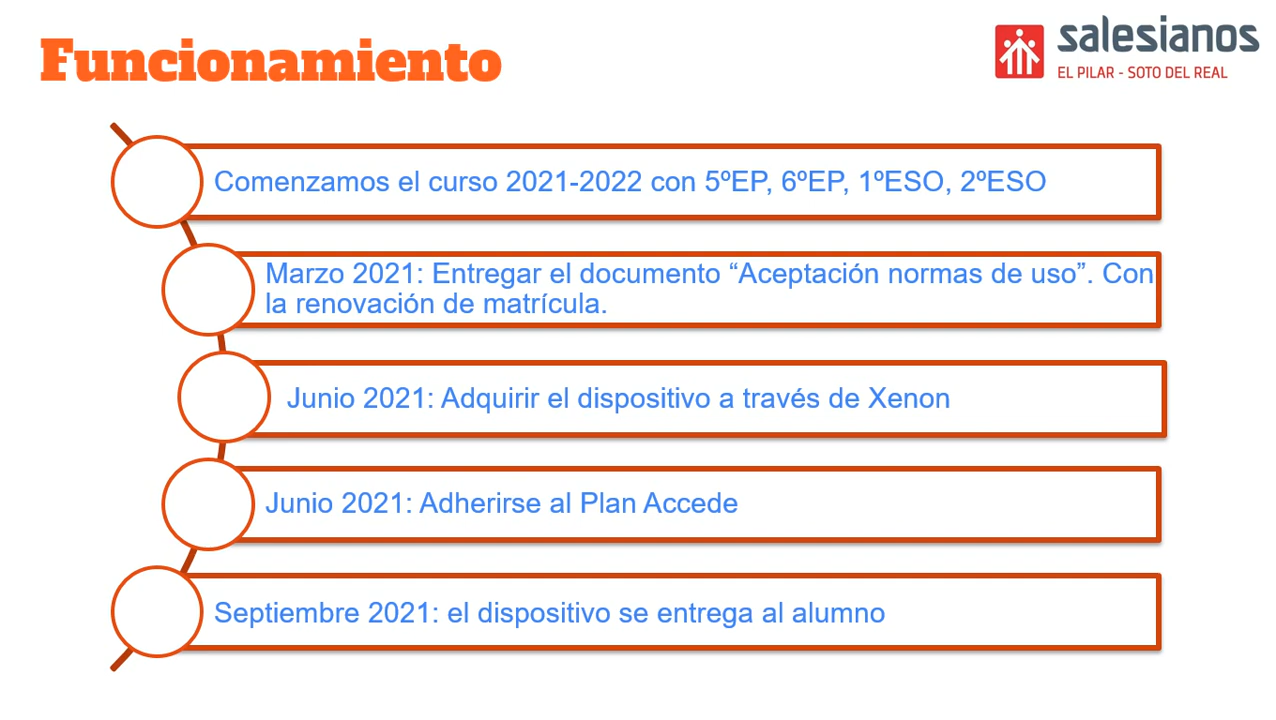 Funcionamiento
salesianos
EL PILAR - SOTO DEL REAL
Comenzamos el curso 2021-2022 con 5ºEP, 6ºEP, 1ºESO, 2ºESO
Marzo 2021: Entregar el documento “Aceptación normas de uso”. Con
la renovación de matrícula.
Junio 2021: Adquirir el dispositivo a través de Xenon
Junio 2021: Adherirse al Plan Accede
Septiembre 2021: el dispositivo se entrega al alumno